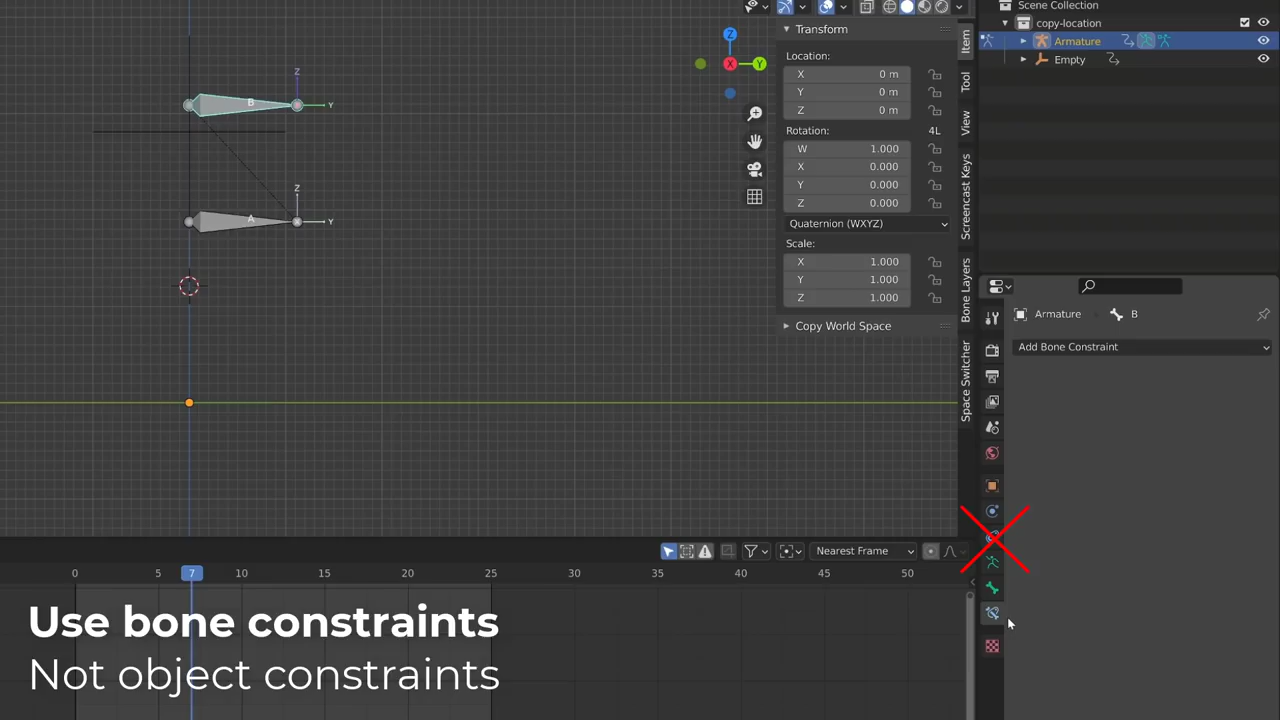 Scene Collection
copy-location
Armature
Empty
Transform
Location:
X 0 m
Y 0 m
Z 0 m
Rotation: 4L
W 1.000
X 0.000
Y 0.000
Z 0.000
Quaternion (WXYZ)
Scale:
X 1.000
Y 1.000
Z 1.000
Copy World Space
Item
Tool
View
Screencast Keys
Bone Layers
Space Switcher
Z
X Y
Z
B Y
Z
A Y
Armature B
Add Bone Constraint
Nearest Frame
0 5 7 10 15 20 25 30 35 40 45 50
Use bone constraints
Not object constraints